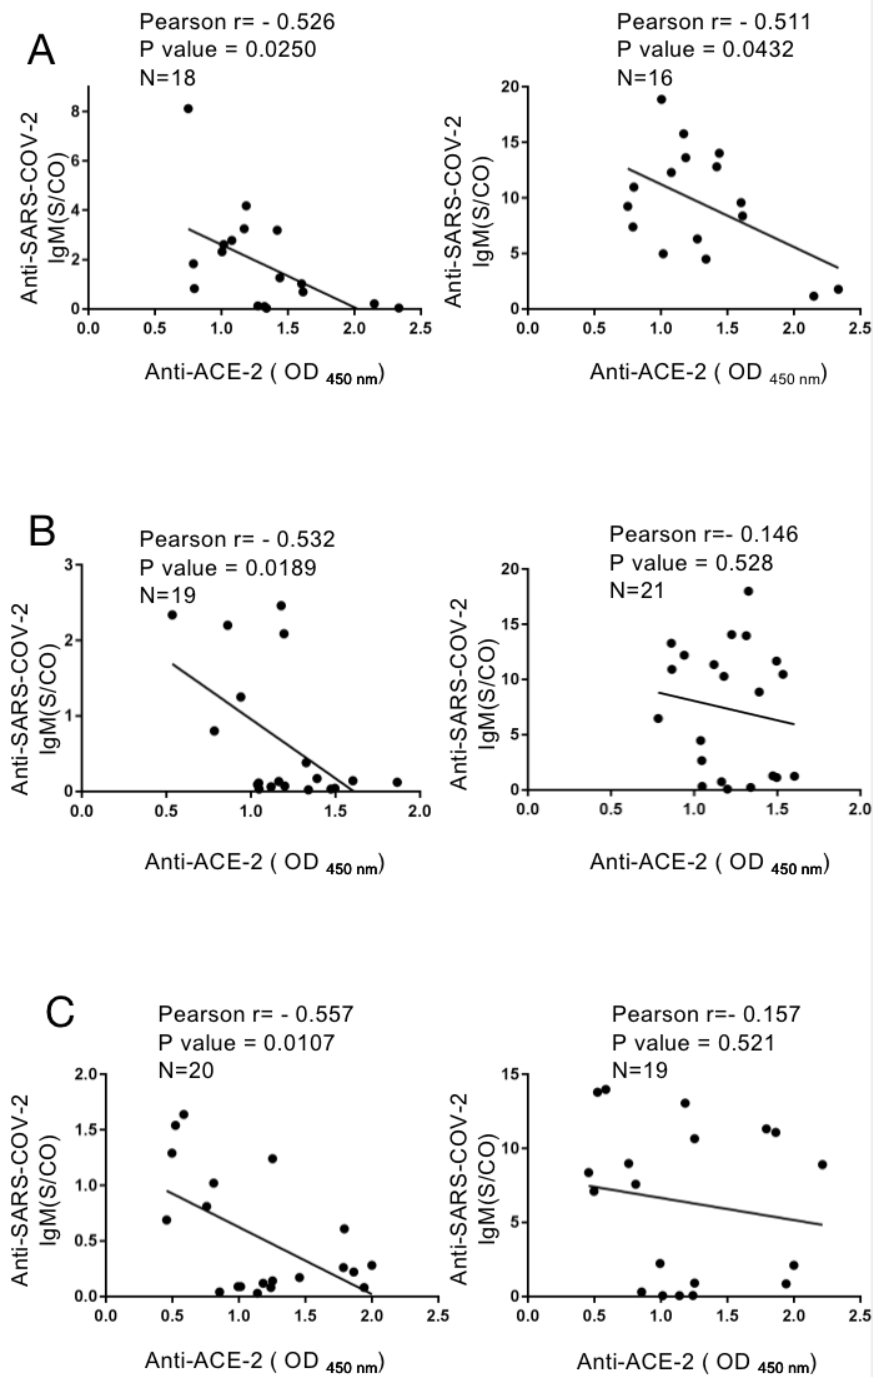 A
Pearson r= - 0.526
P value = 0.0250
N=18
Anti-SARS-COV-2
IgM(S/CO)
8
6
4
2
0
0.0 0.5 1.0 1.5 2.0 2.5
Anti-ACE-2 ( OD 450 nm)
Pearson r= - 0.511
P value = 0.0432
N=16
Anti-SARS-COV-2
IgM(S/CO)
20
15
10
5
0
0.0 0.5 1.0 1.5 2.0 2.5
Anti-ACE-2 ( OD 450 nm)
B
Pearson r= - 0.532
P value = 0.0189
N=19
Anti-SARS-COV-2
IgM(S/CO)
3
2
1
0
0.0 0.5 1.0 1.5 2.0
Anti-ACE-2 ( OD 450 nm)
Pearson r=- 0.146
P value = 0.528
N=21
Anti-SARS-COV-2
IgM(S/CO)
20
15
10
5
0
0.0 0.5 1.0 1.5 2.0
Anti-ACE-2 ( OD 450 nm)
C
Pearson r= - 0.557
P value = 0.0107
N=20
Anti-SARS-COV-2
IgM(S/CO)
2.0
1.5
1.0
0.5
0.0
0.0 0.5 1.0 1.5 2.0 2.5
Anti-ACE-2 ( OD 450 nm)
Pearson r=- 0.157
P value = 0.521
N=19
Anti-SARS-COV-2
IgM(S/CO)
15
10
5
0
0.0 0.5 1.0 1.5 2.0 2.5
Anti-ACE-2 ( OD 450 nm)